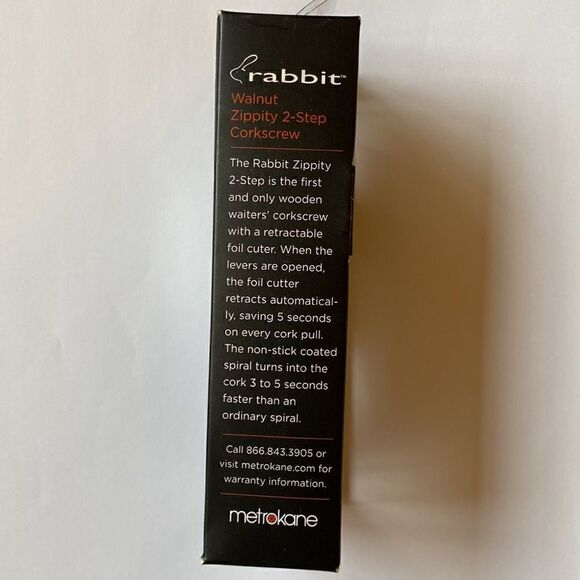 rabbit™
Walnut
Zippity 2-Step
Corkscrew
The Rabbit Zippity
2-Step is the first
and only wooden
waiters' corkscrew
with a retractable
foil cuter. When the
levers are opened,
the foil cutter
retracts automatical-
ly, saving 5 seconds
on every cork pull.
The non-stick coated
spiral turns into the
cork 3 to 5 seconds
faster than an
ordinary spiral.
Call 866.843.3905 or
visit metrokane.com for
warranty information.
metrokane